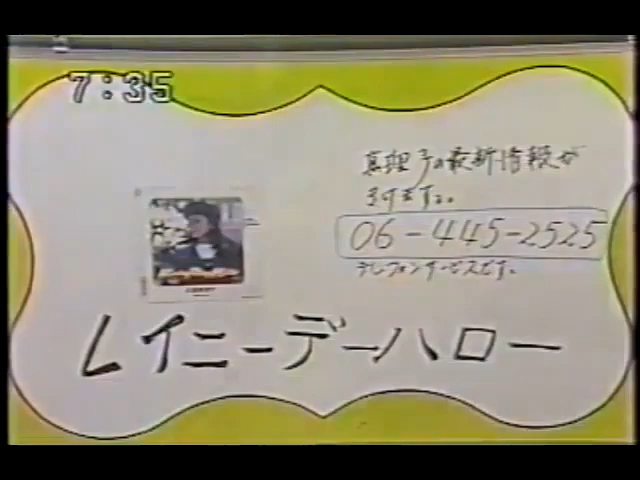 7:35
真理子の最新情報が
きけます。
06-445-2525
テレフォンサービスです。
レイニーデーハロー